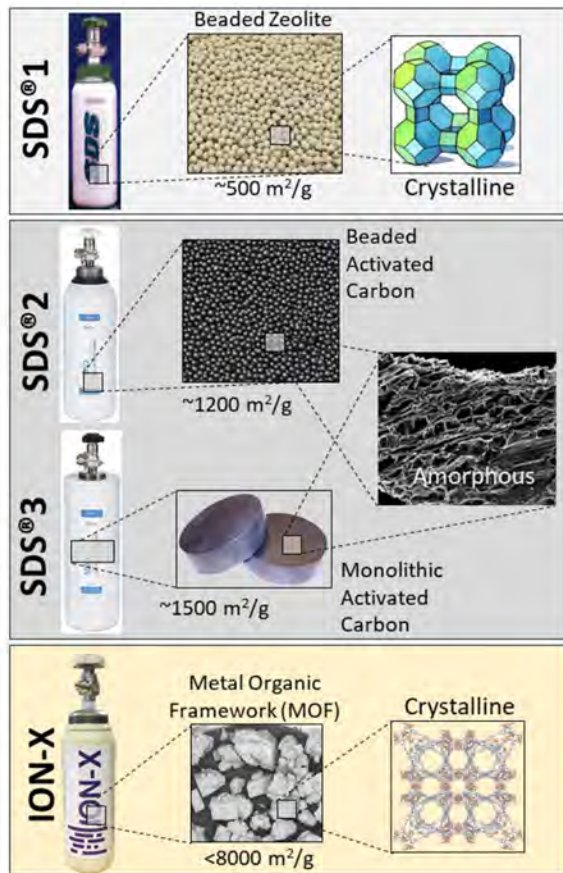 SDS®1
Beaded Zeolite
SDS
~500 m²/g
Crystalline
SDS®2
Beaded
Activated
Carbon
~1200 m²/g
Amorphous
SDS®3
~1500 m²/g
Monolithic
Activated
Carbon
ION-X
Metal Organic
Framework (MOF)
Crystalline
ION-X
<8000 m²/g